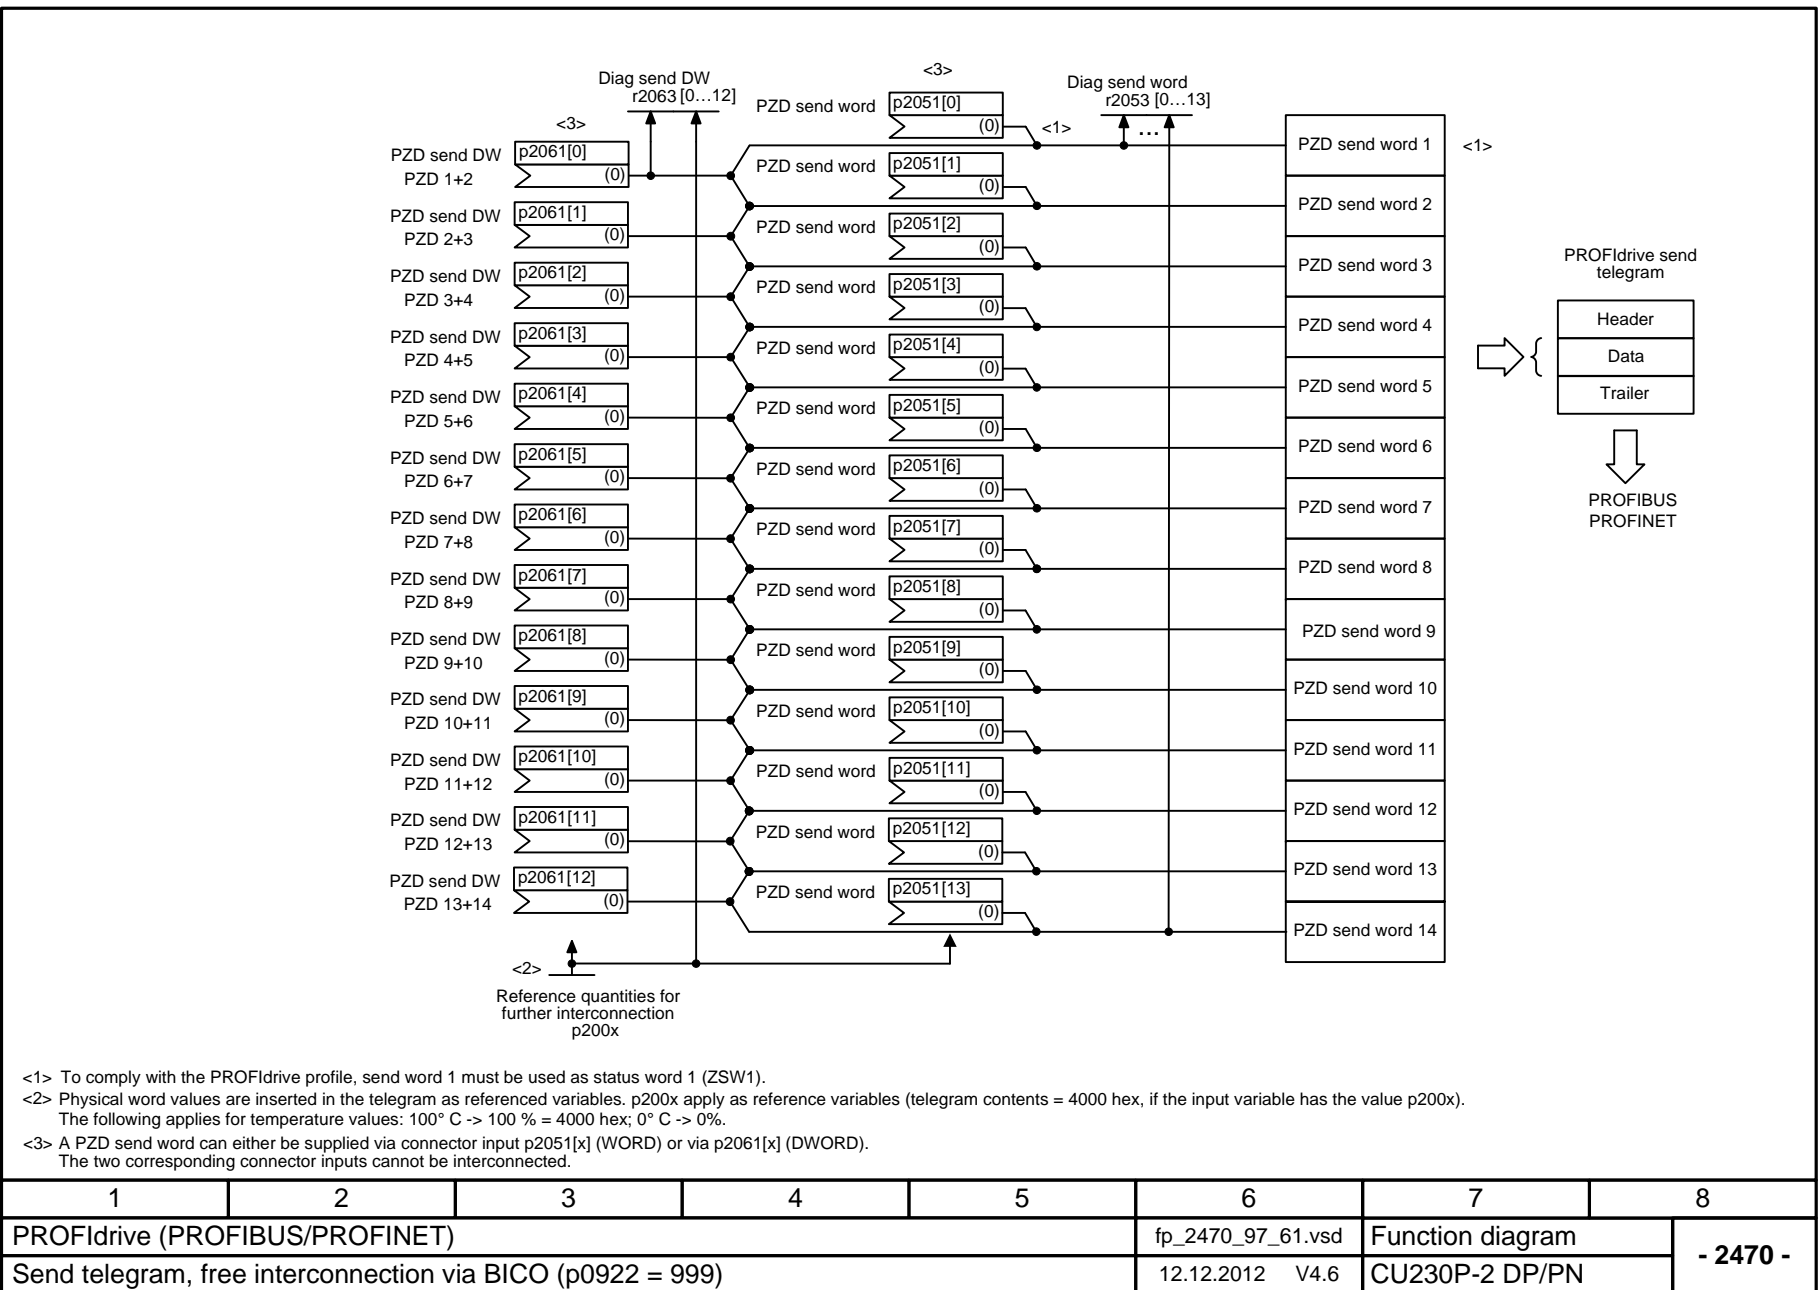 Diag send DW
r2063 [0…12]
<3>
Diag send word
r2053 [0…13]
<3>
PZD send word
p2051[0]
(0)
<1>
...
PZD send DW
PZD 1+2
p2061[0]
(0)
PZD send word
p2051[1]
(0)
PZD send word 1
<1>
PZD send DW
PZD 2+3
p2061[1]
(0)
PZD send word
p2051[2]
(0)
PZD send word 2
PZD send DW
PZD 3+4
p2061[2]
(0)
PZD send word
p2051[3]
(0)
PZD send word 3
PZD send DW
PZD 4+5
p2061[3]
(0)
PZD send word
p2051[4]
(0)
PZD send word 4
PZD send DW
PZD 5+6
p2061[4]
(0)
PZD send word
p2051[5]
(0)
PZD send word 5
PZD send DW
PZD 6+7
p2061[5]
(0)
PZD send word
p2051[6]
(0)
PZD send word 6
PZD send DW
PZD 7+8
p2061[6]
(0)
PZD send word
p2051[7]
(0)
PZD send word 7
PZD send DW
PZD 8+9
p2061[7]
(0)
PZD send word
p2051[8]
(0)
PZD send word 8
PZD send DW
PZD 9+10
p2061[8]
(0)
PZD send word
p2051[9]
(0)
PZD send word 9
PZD send DW
PZD 10+11
p2061[9]
(0)
PZD send word
p2051[10]
(0)
PZD send word 10
PZD send DW
PZD 11+12
p2061[10]
(0)
PZD send word
p2051[11]
(0)
PZD send word 11
PZD send DW
PZD 12+13
p2061[11]
(0)
PZD send word
p2051[12]
(0)
PZD send word 12
PZD send DW
PZD 13+14
p2061[12]
(0)
PZD send word
p2051[13]
(0)
PZD send word 13
PZD send word 14
PROFIdrive send
telegram
Header
Data
Trailer
PROFIBUS
PROFINET
<2>
Reference quantities for
further interconnection
p200x
<1> To comply with the PROFIdrive profile, send word 1 must be used as status word 1 (ZSW1).
<2> Physical word values are inserted in the telegram as referenced variables. p200x apply as reference variables (telegram contents = 4000 hex, if the input variable has the value p200x).
The following applies for temperature values: 100° C -> 100 % = 4000 hex; 0° C -> 0%.
<3> A PZD send word can either be supplied via connector input p2051[x] (WORD) or via p2061[x] (DWORD).
The two corresponding connector inputs cannot be interconnected.
1 2 3 4 5 6 7 8
PROFIdrive (PROFIBUS/PROFINET)
fp_2470_97_61.vsd
Function diagram
- 2470 -
Send telegram, free interconnection via BICO (p0922 = 999)
12.12.2012 V4.6
CU230P-2 DP/PN